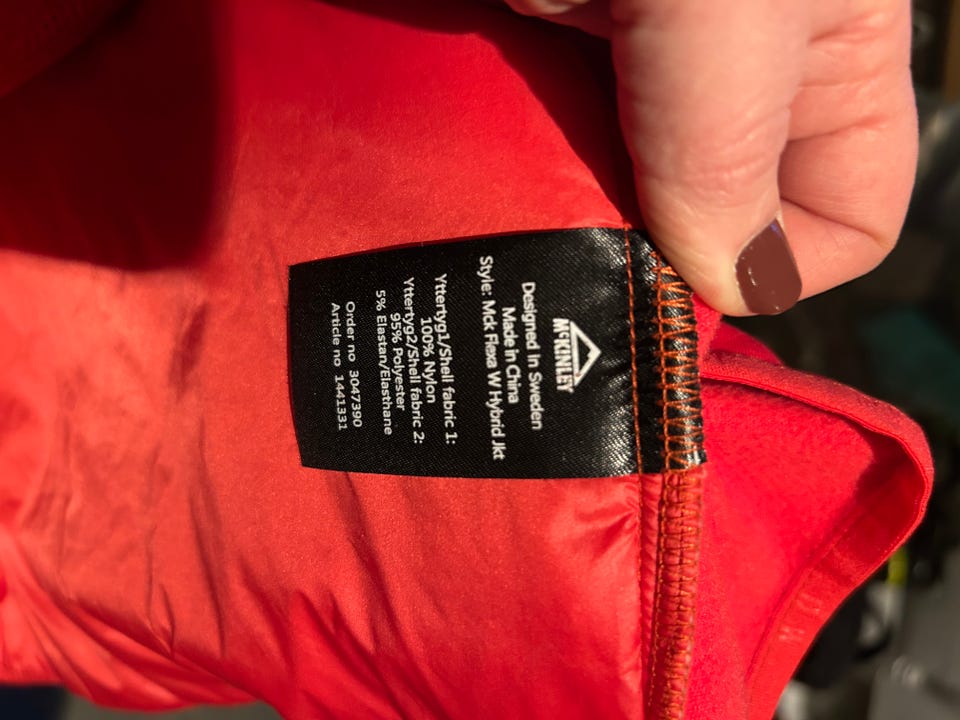 McKINLEY
Designed in Sweden
Made in China
Style: Mck Flexa W Hybrid Jkt
Yttertyg1/Shell fabric 1:
100% Nylon
Yttertyg2/Shell fabric 2:
95% Polyester
5% Elastan/Elasthane
Order no 3047390
Article no 1441331